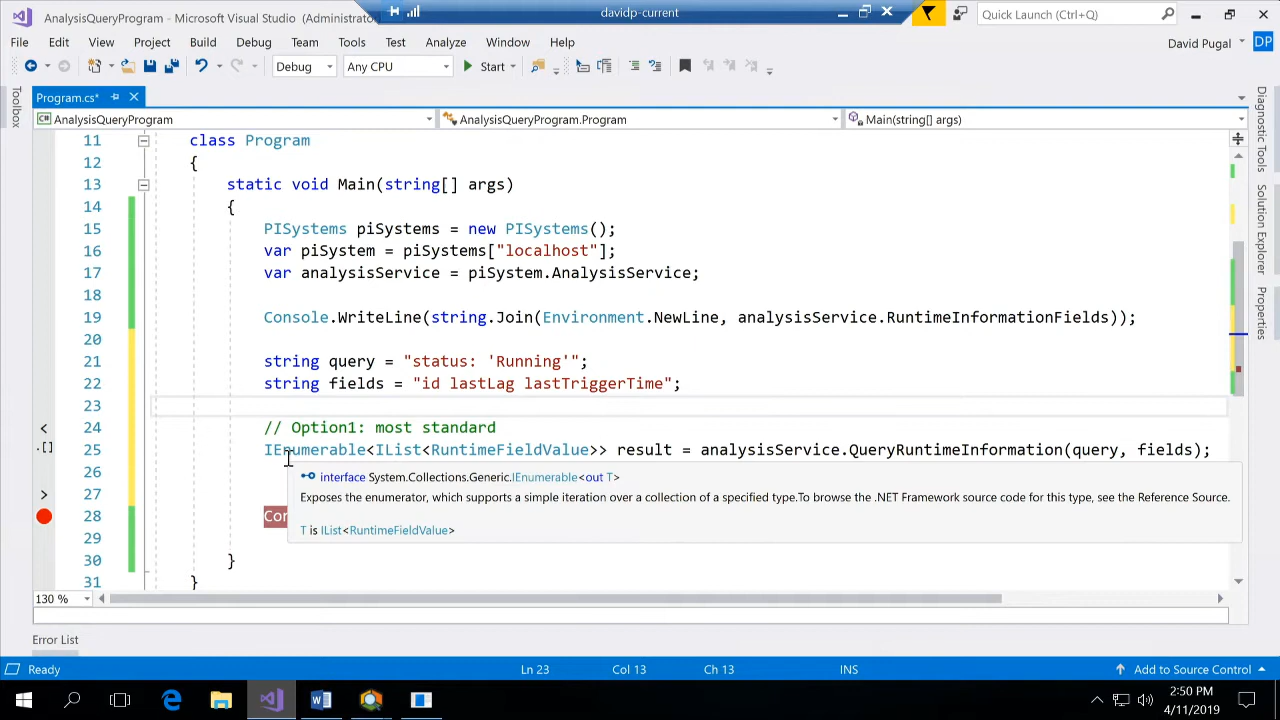 AnalysisQueryProgram - Microsoft Visual Studio (Administrator
davidp-current
Quick Launch (Ctrl+Q)
File Edit View Project Build Debug Team Tools Test Analyze Window Help
David Pugal
DP
Debug Any CPU Start
Toolbox
Program.cs*
AnalysisQueryProgram AnalysisQueryProgram.Program Main(string[] args)
Diagnostic Tools
Solution Explorer
Properties
11 class Program
12 {
13 static void Main(string[] args)
14 {
15 PISystems piSystems = new PISystems();
16 var piSystem = piSystems["localhost"];
17 var analysisService = piSystem.AnalysisService;
18
19 Console.WriteLine(string.Join(Environment.NewLine, analysisService.RuntimeInformationFields));
20
21 string query = "status: 'Running'";
22 string fields = "id lastLag lastTriggerTime";
23
24 // Option1: most standard
25 IEnumerable<IList<RuntimeFieldValue>> result = analysisService.QueryRuntimeInformation(query, fields);
26
interface System.Collections.Generic.IEnumerable<out T>
27
Exposes the enumerator, which supports a simple iteration over a collection of a specified type.To browse the .NET Framework source code for this type, see the Reference Source.
28 Con
T is IList<RuntimeFieldValue>
29
30 }
31 }
130 %
Error List
Ready Ln 23 Col 13 Ch 13 INS Add to Source Control
2:50 PM
4/11/2019